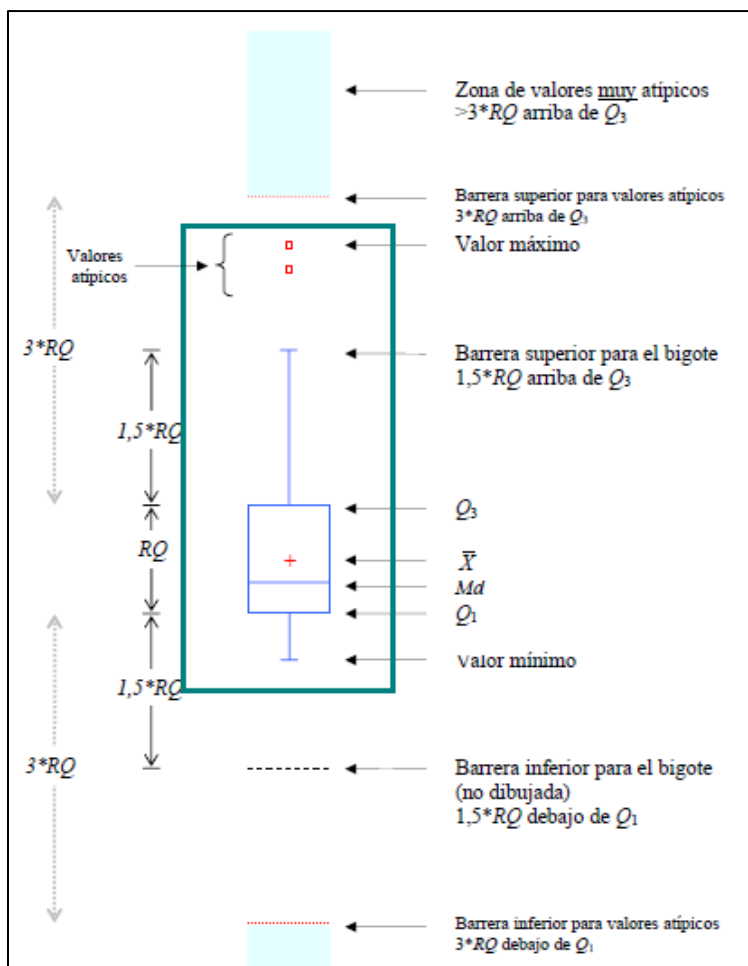 Zona de valores muy atípicos
>3*RQ arriba de Q3
Barrera superior para valores atípicos
3*RQ arriba de Q3
Valor máximo
Valores
atípicos
3*RQ
Barrera superior para el bigote
1,5*RQ arriba de Q3
1,5*RQ
Q3
RQ
X̅
Md
Q1
Valor mínimo
1,5*RQ
3*RQ
Barrera inferior para el bigote
(no dibujada)
1,5*RQ debajo de Q1
Barrera inferior para valores atípicos
3*RQ debajo de Q1